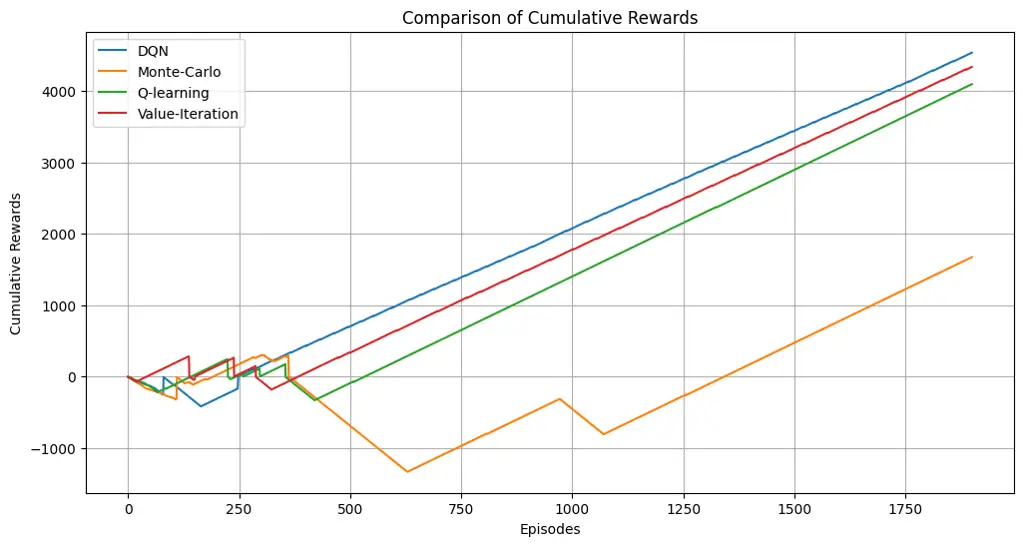 Comparison of Cumulative Rewards
DQN
Monte-Carlo
Q-learning
Value-Iteration
Cumulative Rewards
4000
3000
2000
1000
0
−1000
0 250 500 750 1000 1250 1500 1750
Episodes